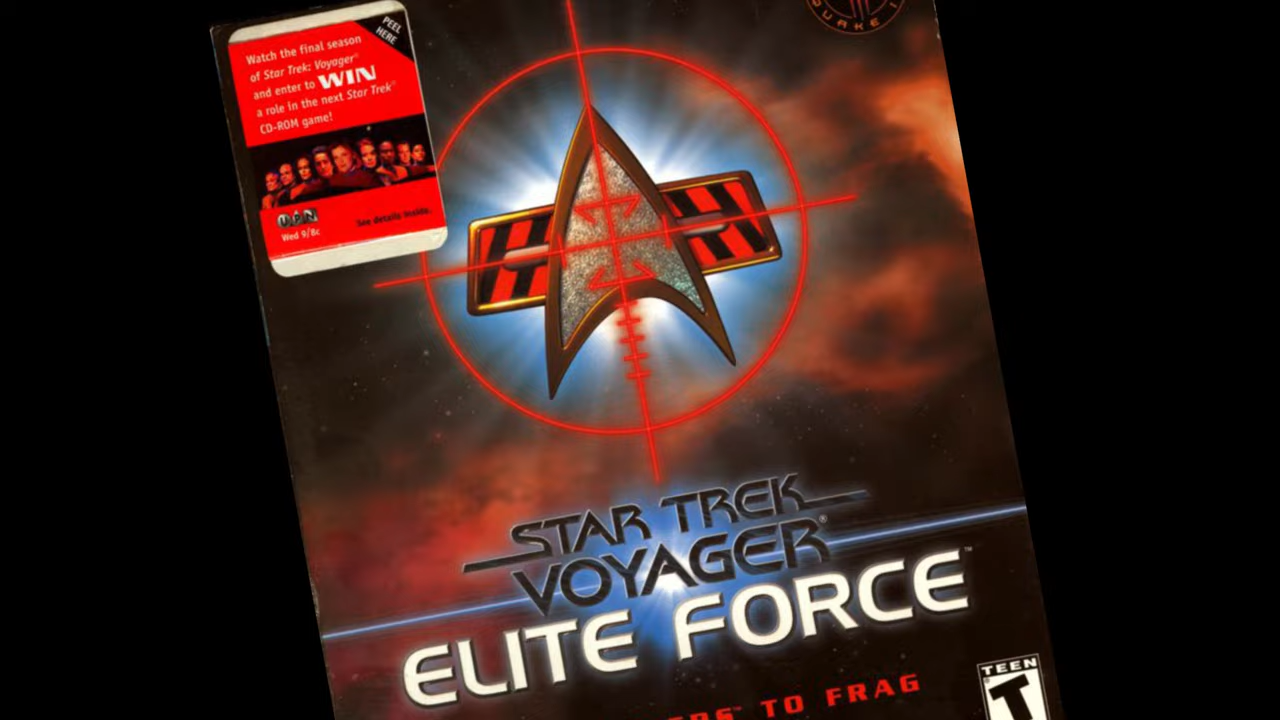 PEEL
HERE
Watch the final season
of Star Trek: Voyager®
and enter to WIN
a role in the next Star Trek®
CD-ROM game!
UPN
See details inside.
Wed 9/8c
STAR TREK
VOYAGER®
ELITE FORCE™
TO FRAG
TEEN
T